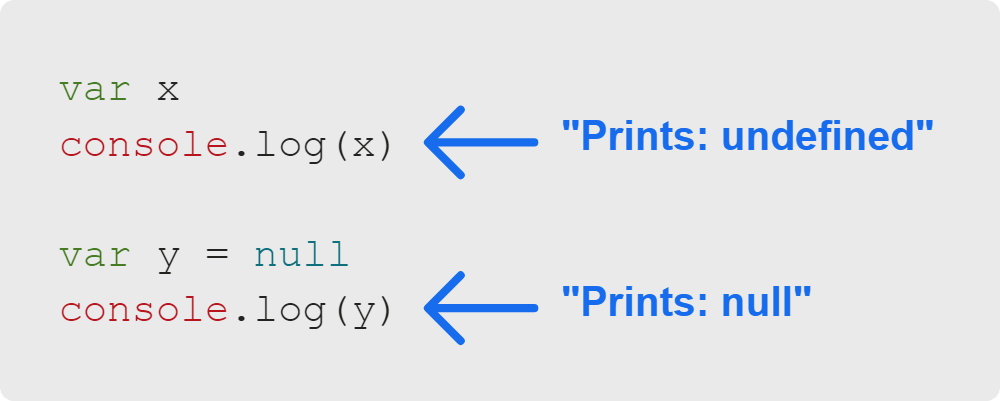 var x
console.log(x)
"Prints: undefined"
var y = null
console.log(y)
"Prints: null"